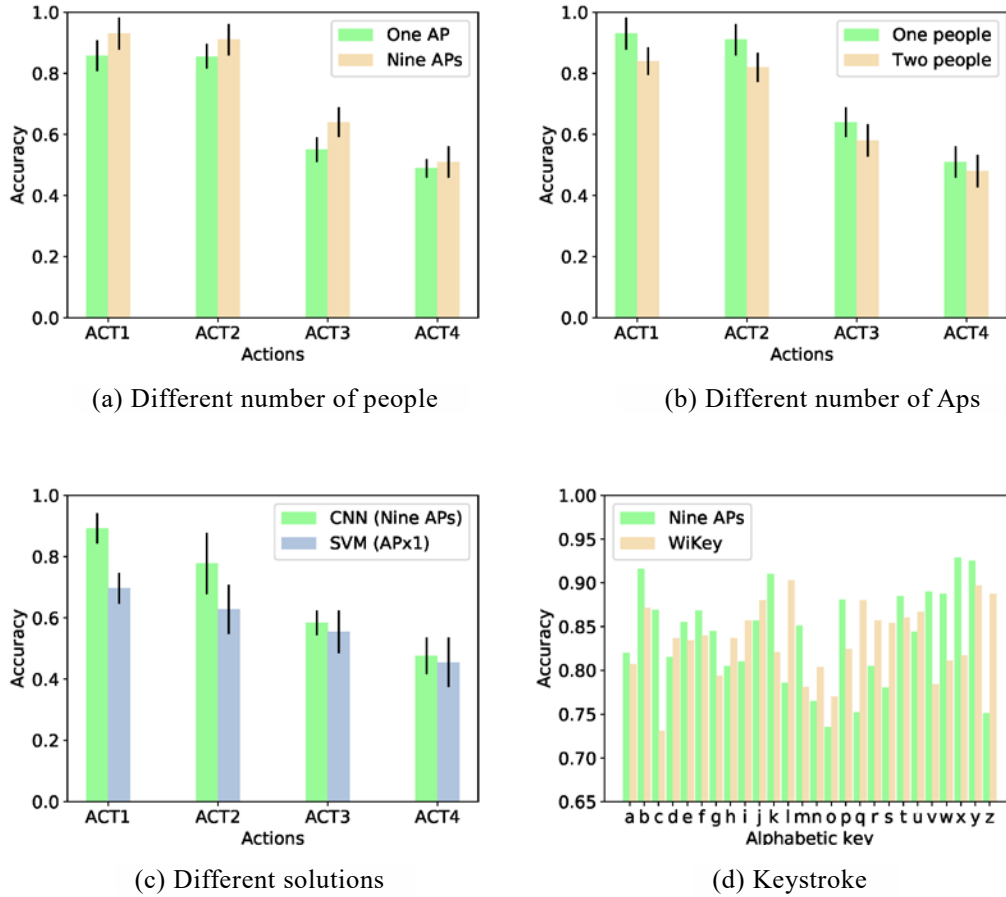 1.0
0.8
0.6
0.4
0.2
0.0
Accuracy
One AP
Nine APs
ACT1 ACT2 ACT3 ACT4
Actions
(a) Different number of people
1.0
0.8
0.6
0.4
0.2
0.0
Accuracy
One people
Two people
ACT1 ACT2 ACT3 ACT4
Actions
(b) Different number of Aps
1.0
0.8
0.6
0.4
0.2
0.0
Accuracy
CNN (Nine APs)
SVM (APx1)
ACT1 ACT2 ACT3 ACT4
Actions
(c) Different solutions
1.00
0.95
0.90
0.85
0.80
0.75
0.70
0.65
Accuracy
Nine APs
WiKey
a b c d e f g h i j k l m n o p q r s t u v w x y z
Alphabetic key
(d) Keystroke